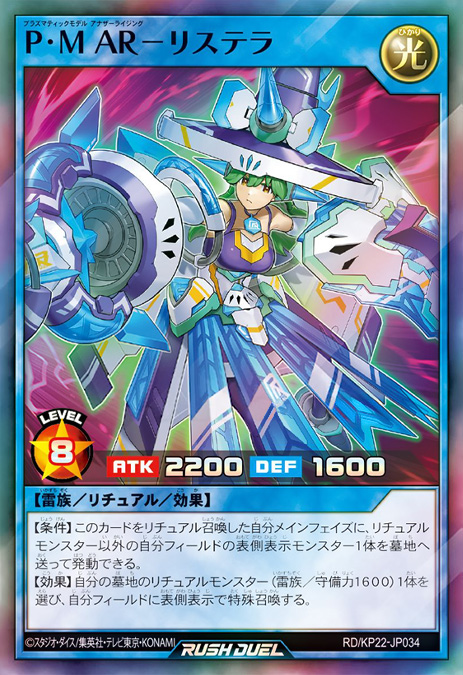 プラズマティックモデル アナザーライジング
P・M AR－リステラ
ひかり
光
R
R
LEVEL
8
ATK 2200 DEF 1600
【雷族／リチュアル／効果】
【条件】このカードをリチュアル召喚した自分メインフェイズに、リチュアル
モンスター以外の自分フィールドの表側表示モンスター1体を墓地へ
送って発動できる。
【効果】自分の墓地のリチュアルモンスター（雷族／守備力1600）1体を
選び、自分フィールドに表側表示で特殊召喚する。
©スタジオ・ダイス/集英社・テレビ東京・KONAMI
RUSH DUEL
RD/KP22-JP034